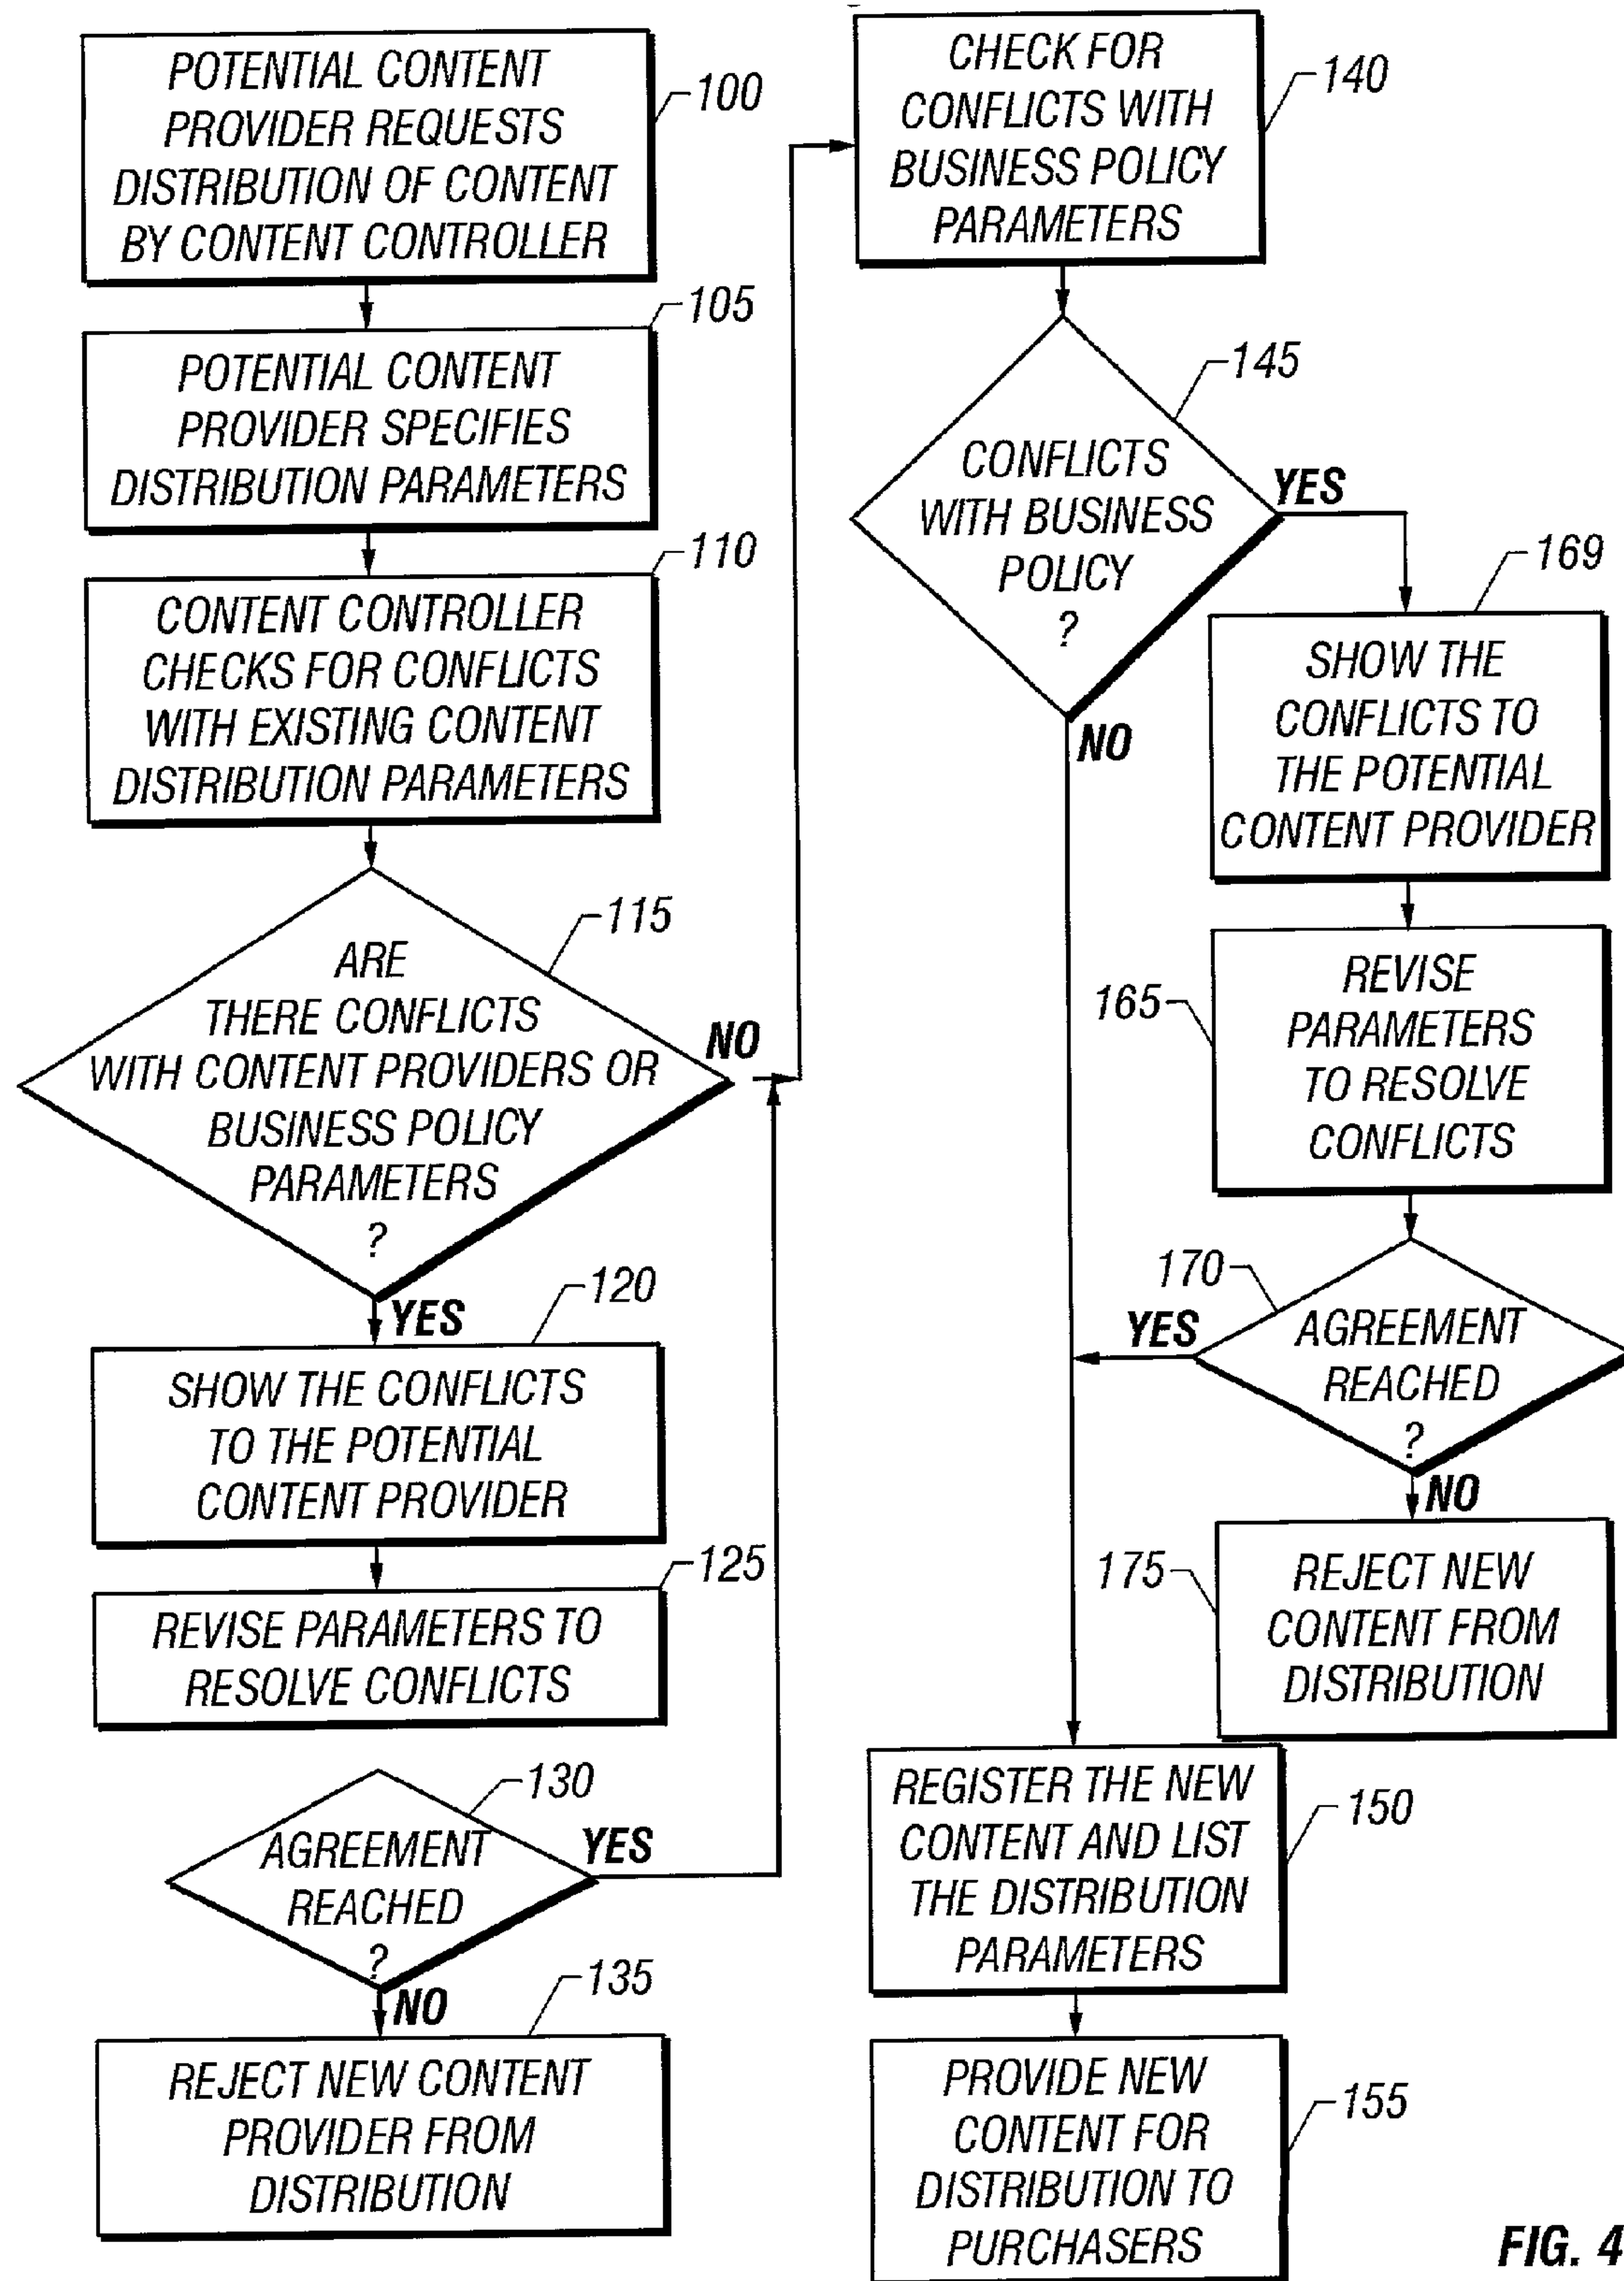 POTENTIAL CONTENT
PROVIDER REQUESTS
DISTRIBUTION OF CONTENT
BY CONTENT CONTROLLER
100
105
POTENTIAL CONTENT
PROVIDER SPECIFIES
DISTRIBUTION PARAMETERS
110
CONTENT CONTROLLER
CHECKS FOR CONFLICTS
WITH EXISTING CONTENT
DISTRIBUTION PARAMETERS
115
ARE
THERE CONFLICTS
WITH CONTENT PROVIDERS OR
BUSINESS POLICY
PARAMETERS
?
NO
YES
120
SHOW THE CONFLICTS
TO THE POTENTIAL
CONTENT PROVIDER
125
REVISE PARAMETERS TO
RESOLVE CONFLICTS
130
AGREEMENT
REACHED
?
YES
NO
135
REJECT NEW CONTENT
PROVIDER FROM
DISTRIBUTION
CHECK FOR
CONFLICTS WITH
BUSINESS POLICY
PARAMETERS
140
145
CONFLICTS
WITH BUSINESS
POLICY
?
YES
NO
169
SHOW THE
CONFLICTS TO
THE POTENTIAL
CONTENT PROVIDER
165
REVISE
PARAMETERS
TO RESOLVE
CONFLICTS
170
AGREEMENT
REACHED
?
YES
NO
175
REJECT NEW
CONTENT FROM
DISTRIBUTION
REGISTER THE NEW
CONTENT AND LIST
THE DISTRIBUTION
PARAMETERS
150
PROVIDE NEW
CONTENT FOR
DISTRIBUTION TO
PURCHASERS
155
FIG. 4